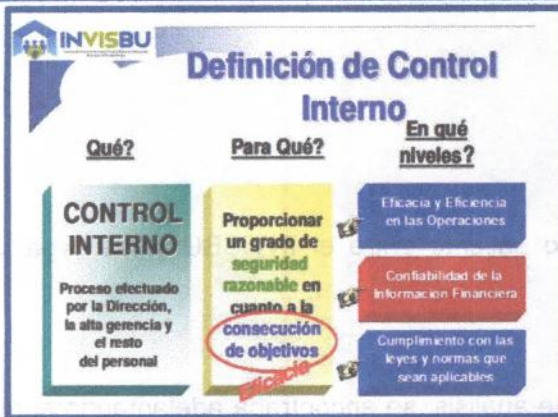 INVISBU
Definición de Control
Interno
Qué?
CONTROL
INTERNO
Proceso efectuado
por la Dirección,
la alta gerencia y
el resto
del personal
Para Qué?
Proporcionar
un grado de
seguridad
razonable en
cuanto a la
consecución
de objetivos
Eficacia
En qué
niveles?
Eficacia y Eficiencia
en las Operaciones
Confiabilidad de la
Informacion Financiera
Cumplimiento con las
leyes y normas que
sean aplicables